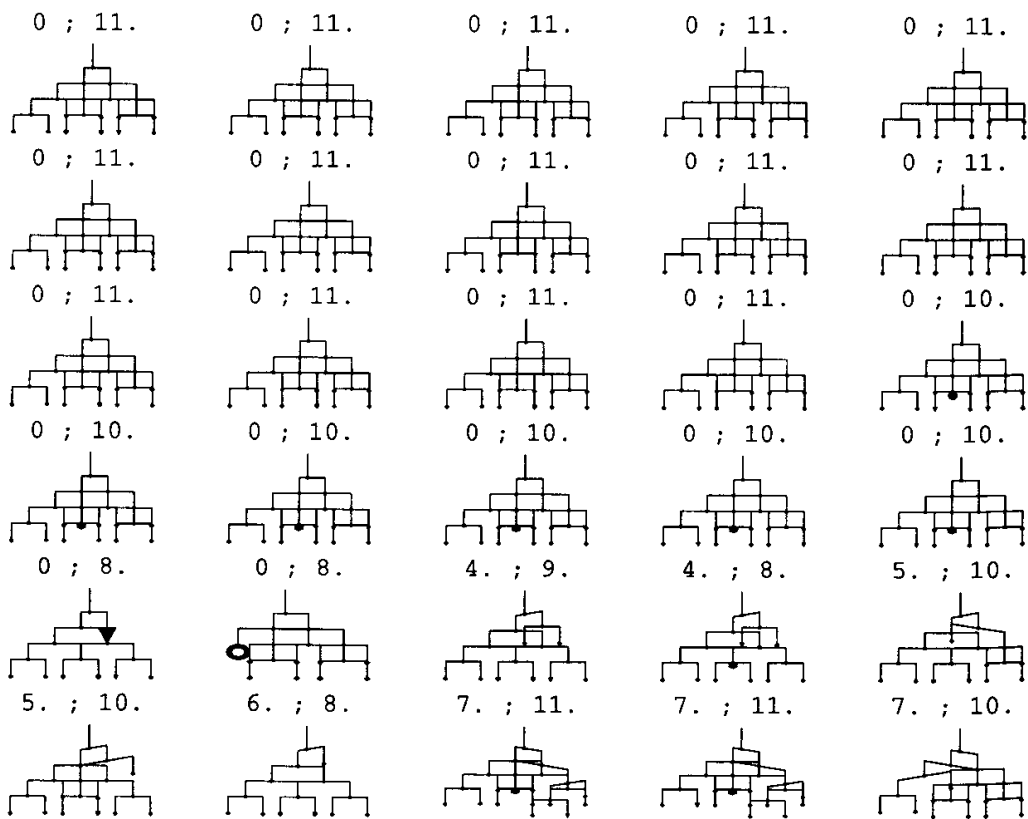 0 ; 11. 0 ; 11. 0 ; 11. 0 ; 11. 0 ; 11.
0 ; 11. 0 ; 11. 0 ; 11. 0 ; 11. 0 ; 11.
0 ; 11. 0 ; 11. 0 ; 11. 0 ; 11. 0 ; 10.
0 ; 10. 0 ; 10. 0 ; 10. 0 ; 10. 0 ; 10.
0 ; 8. 0 ; 8. 4. ; 9. 4. ; 8. 5. ; 10.
5. ; 10. 6. ; 8. 7. ; 11. 7. ; 11. 7. ; 10.